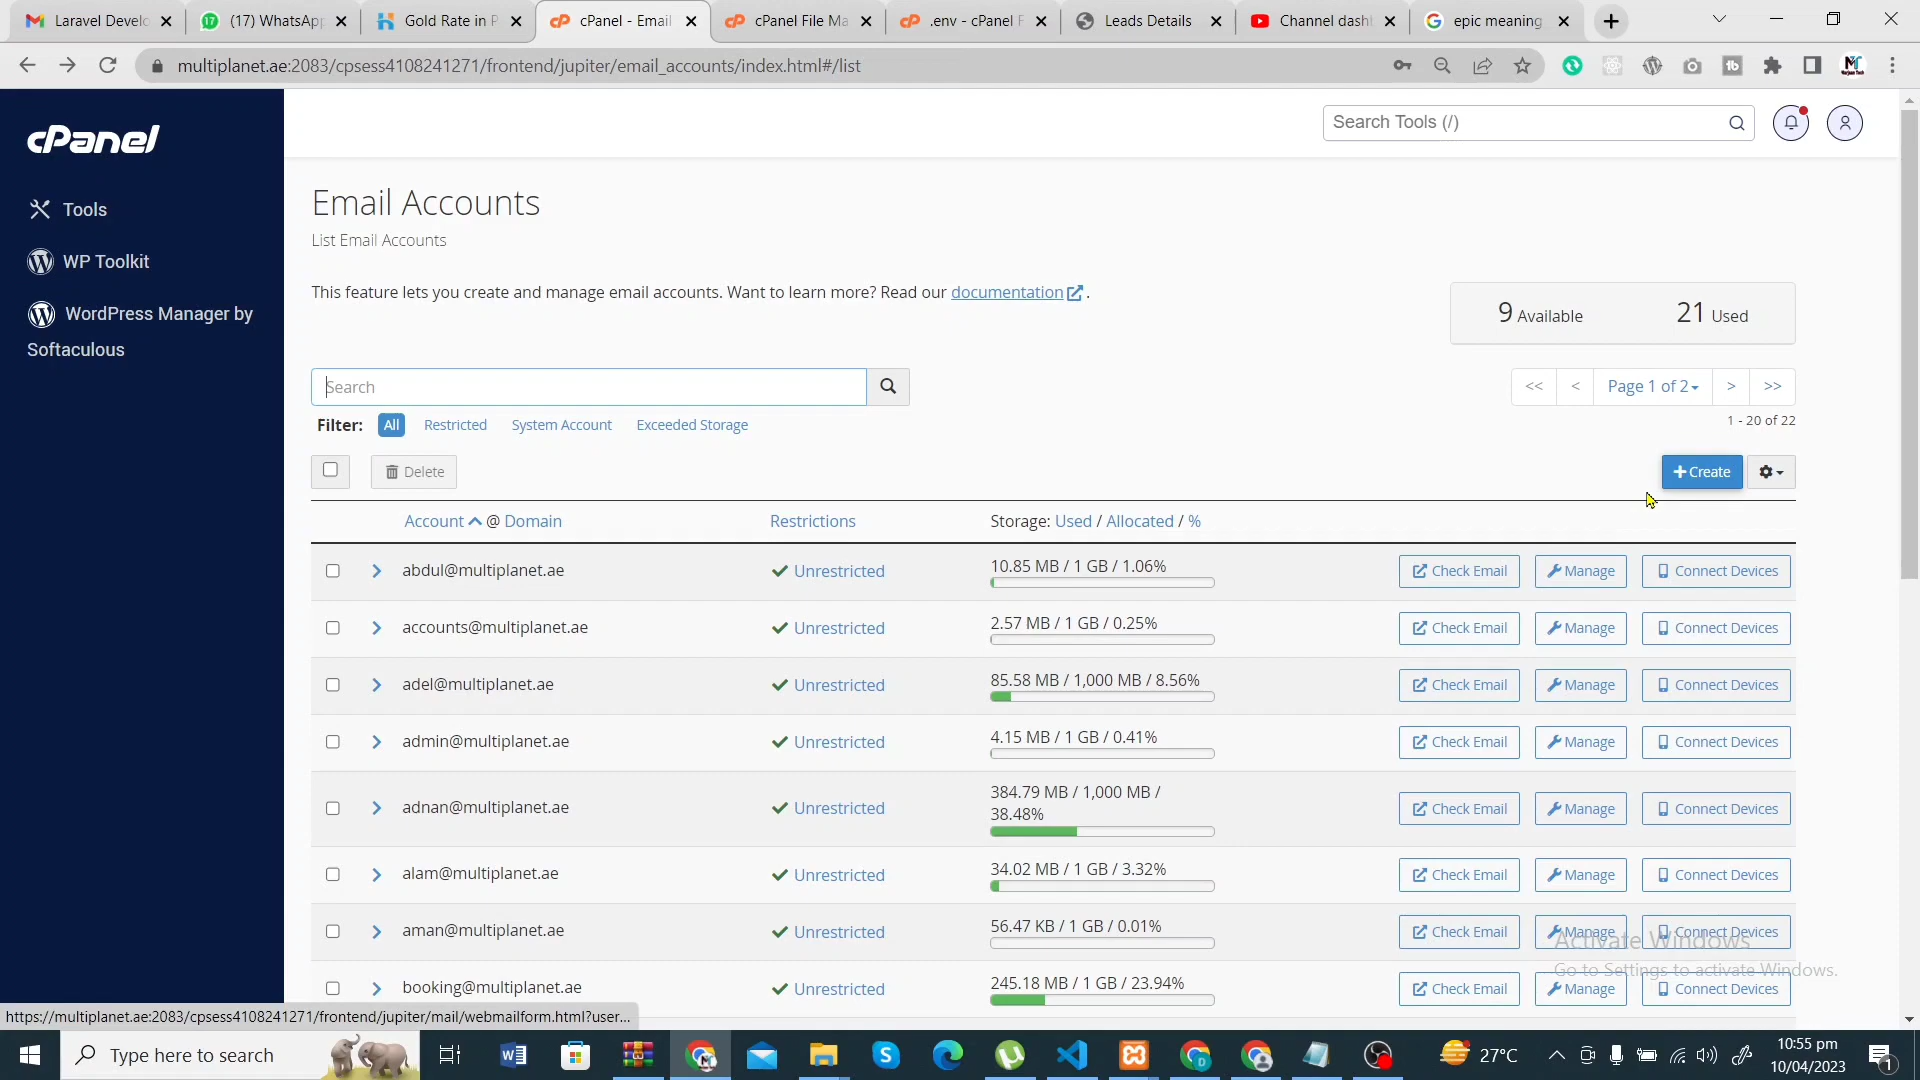 Laravel Develo
(17) WhatsApp
Gold Rate in P
cPanel - Email
cPanel File Ma
.env - cPanel F
Leads Details
Channel dash
epic meaning
multiplanet.ae:2083/cpsess4108241271/frontend/jupiter/email_accounts/index.html#/list
cPanel
Search Tools (/)
Tools
WP Toolkit
WordPress Manager by
Softaculous
Email Accounts
List Email Accounts
This feature lets you create and manage email accounts. Want to learn more? Read our documentation .
9 Available 21 Used
Search
<< < Page 1 of 2 > >>
Filter: All Restricted System Account Exceeded Storage
1 - 20 of 22
Delete
+Create
Account @ Domain Restrictions Storage: Used / Allocated / %
abdul@multiplanet.ae Unrestricted 10.85 MB / 1 GB / 1.06% Check Email Manage Connect Devices
accounts@multiplanet.ae Unrestricted 2.57 MB / 1 GB / 0.25% Check Email Manage Connect Devices
adel@multiplanet.ae Unrestricted 85.58 MB / 1,000 MB / 8.56% Check Email Manage Connect Devices
admin@multiplanet.ae Unrestricted 4.15 MB / 1 GB / 0.41% Check Email Manage Connect Devices
384.79 MB / 1,000 MB /
adnan@multiplanet.ae Unrestricted 38.48% Check Email Manage Connect Devices
alam@multiplanet.ae Unrestricted 34.02 MB / 1 GB / 3.32% Check Email Manage Connect Devices
aman@multiplanet.ae Unrestricted 56.47 KB / 1 GB / 0.01% Check Email Manage Connect Devices
Activate Windows
Go to Settings to activate Windows.
booking@multiplanet.ae Unrestricted 245.18 MB / 1 GB / 23.94% Check Email Manage Connect Devices
https://multiplanet.ae:2083/cpsess4108241271/frontend/jupiter/mail/webmailform.html?user...
Type here to search
27°C
10:55 pm
10/04/2023
1